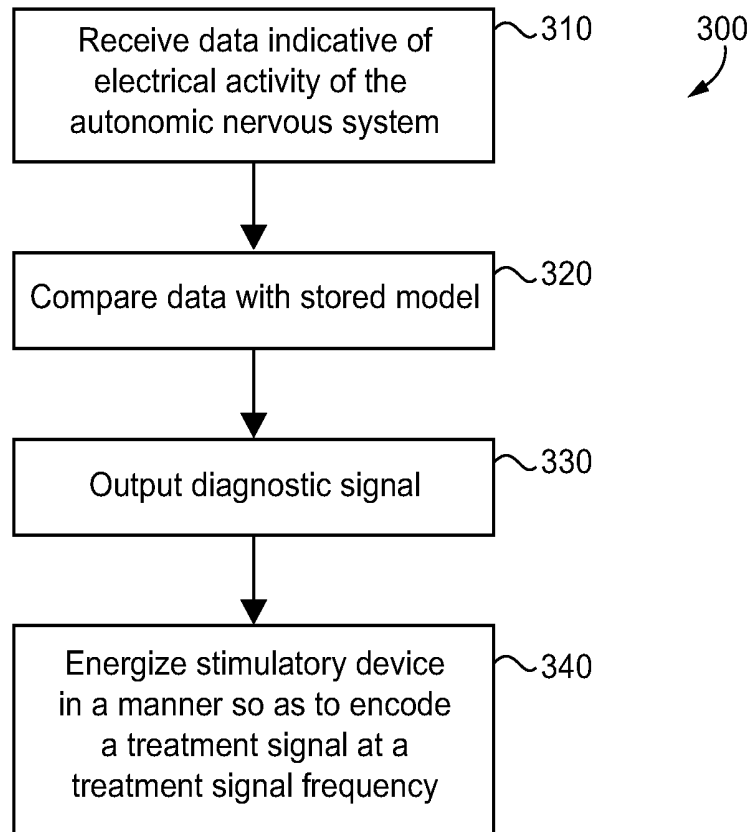 Receive data indicative of
electrical activity of the
autonomic nervous system
310
300
Compare data with stored model
320
Output diagnostic signal
330
Energize stimulatory device
in a manner so as to encode
a treatment signal at a
treatment signal frequency
340